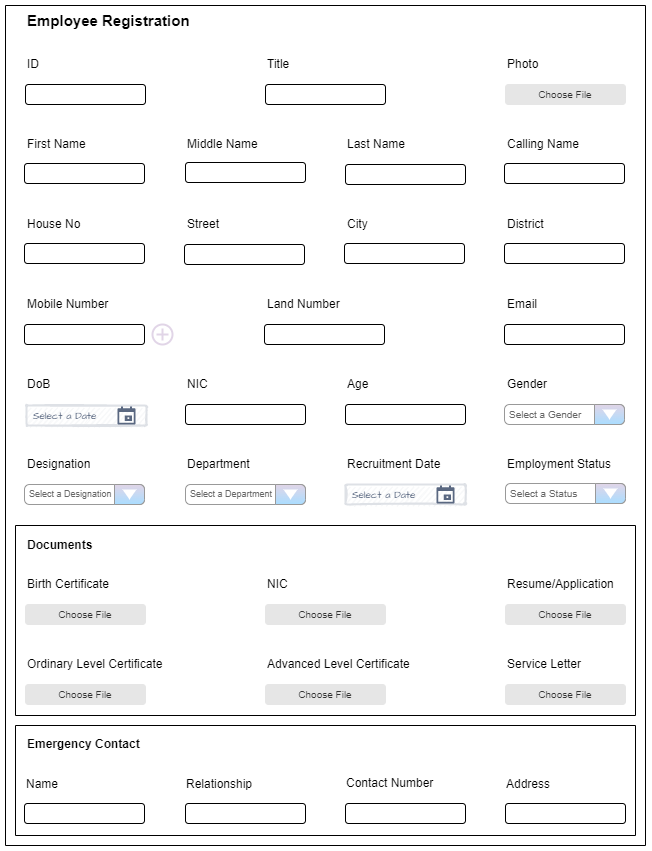 Employee Registration
ID Title Photo
Choose File
First Name Middle Name Last Name Calling Name
House No Street City District
Mobile Number Land Number Email
DoB NIC Age Gender
Select a Date Select a Gender
Designation Department Recruitment Date Employment Status
Select a Designation Select a Department Select a Date Select a Status
Documents
Birth Certificate NIC Resume/Application
Choose File Choose File Choose File
Ordinary Level Certificate Advanced Level Certificate Service Letter
Choose File Choose File Choose File
Emergency Contact
Name Relationship Contact Number Address